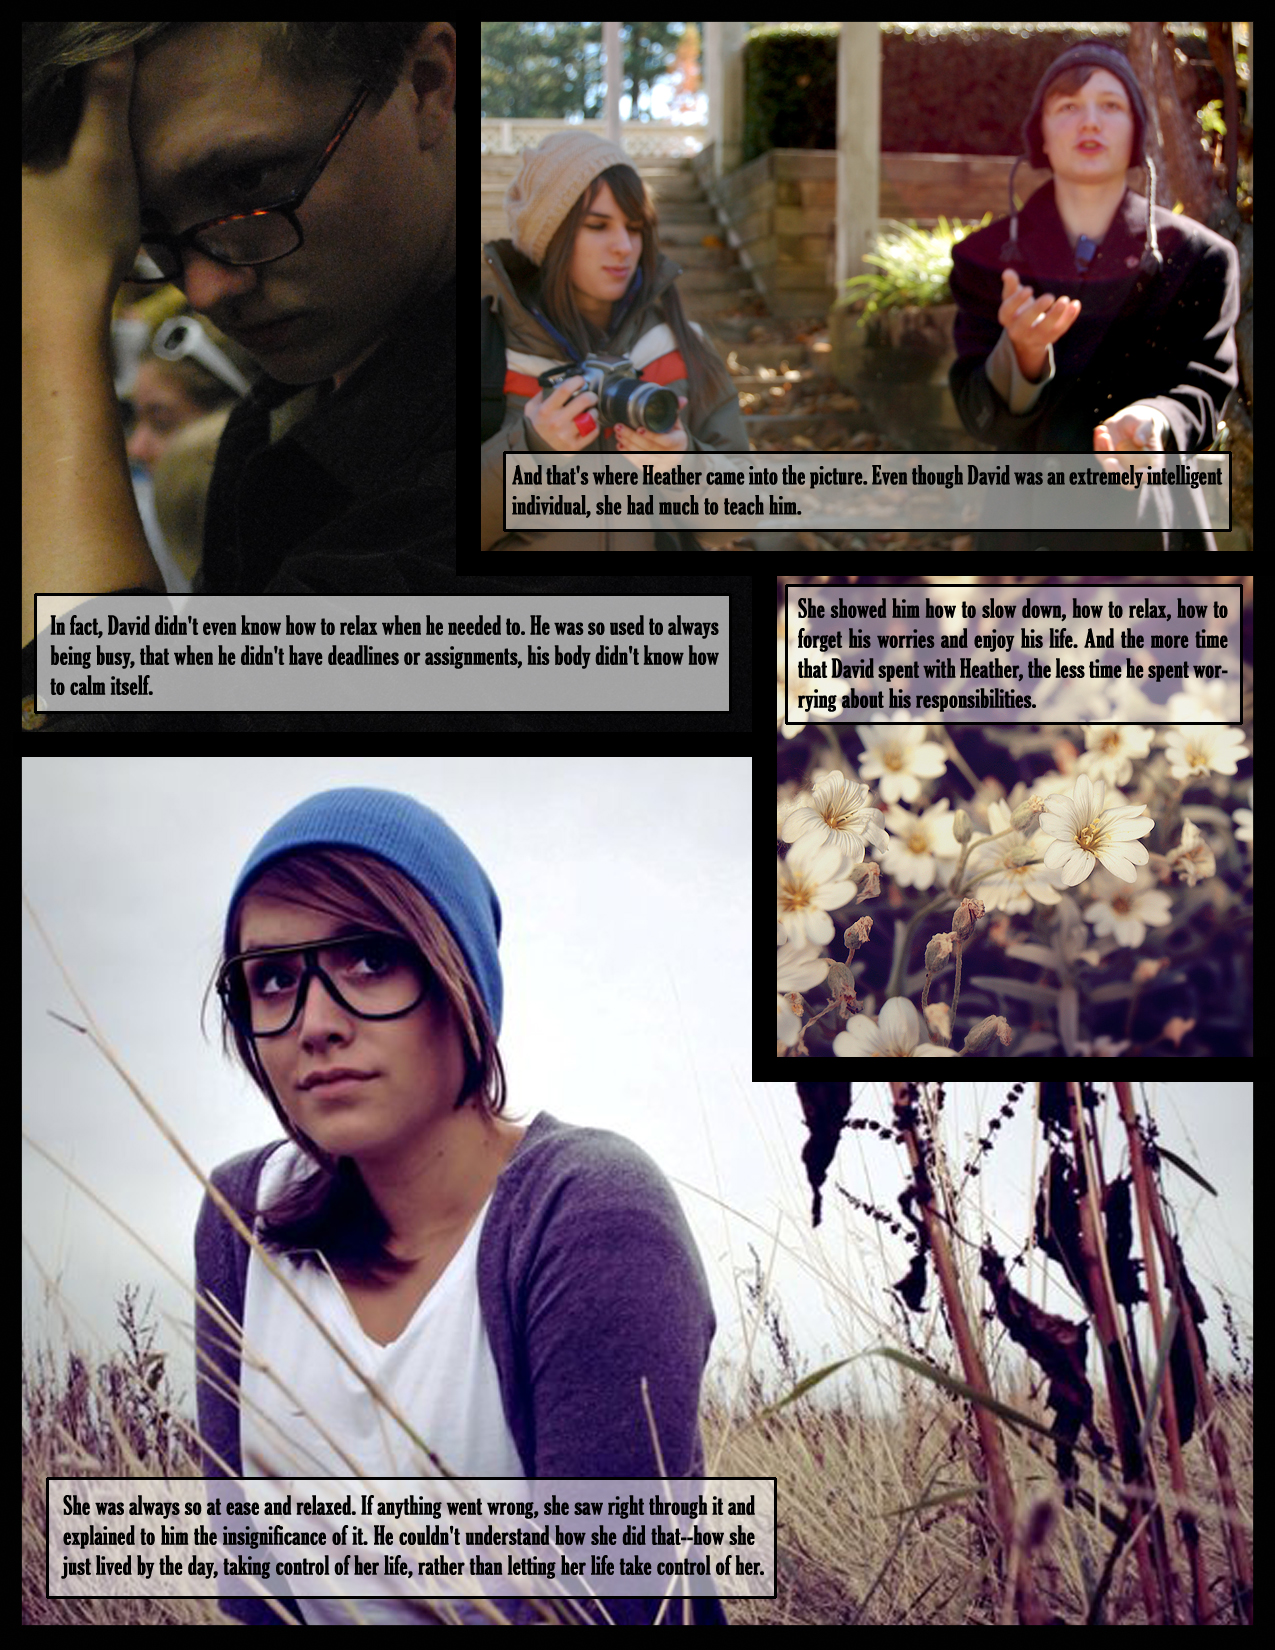 In fact, David didn't even know how to relax when he needed to. He was so used to always
being busy, that when he didn't have deadlines or assignments, his body didn't know how
to calm itself.
And that's where Heather came into the picture. Even though David was an extremely intelligent
individual, she had much to teach him.
She showed him how to slow down, how to relax, how to
forget his worries and enjoy his life. And the more time
that David spent with Heather, the less time he spent wor-
rying about his responsibilities.
She was always so at ease and relaxed. If anything went wrong, she saw right through it and
explained to him the insignificance of it. He couldn't understand how she did that--how she
just lived by the day, taking control of her life, rather than letting her life take control of her.